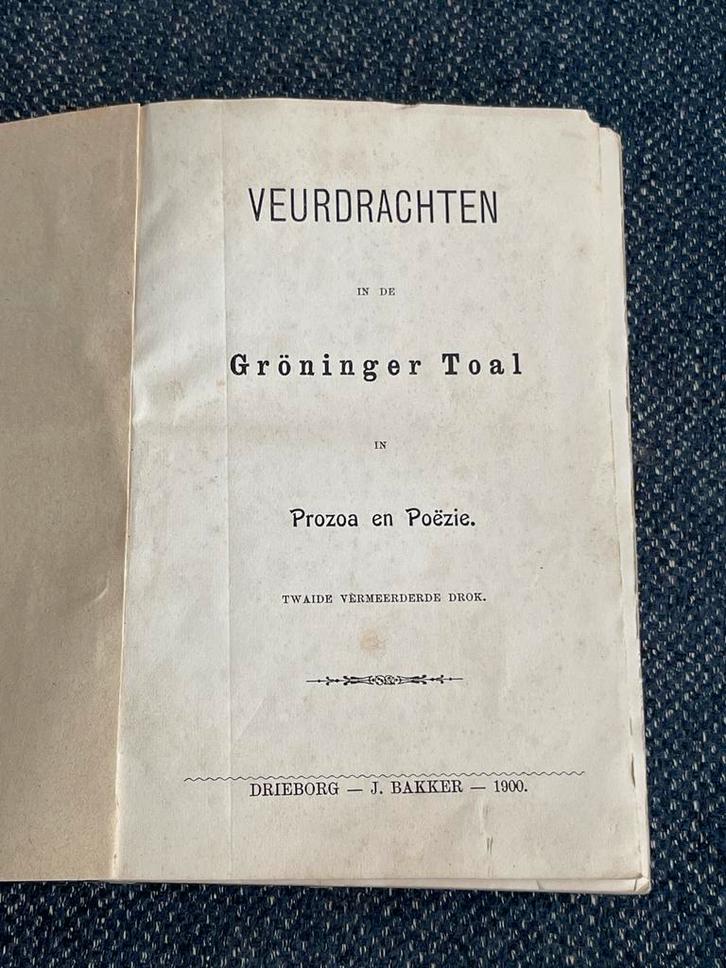 VEURDRACHTEN
IN DE
Gröninger Toal
IN
Prozoa en Poëzie.
TWAIDE VERMEERDERDE DROK.
DRIEBORG — J. BAKKER — 1900.